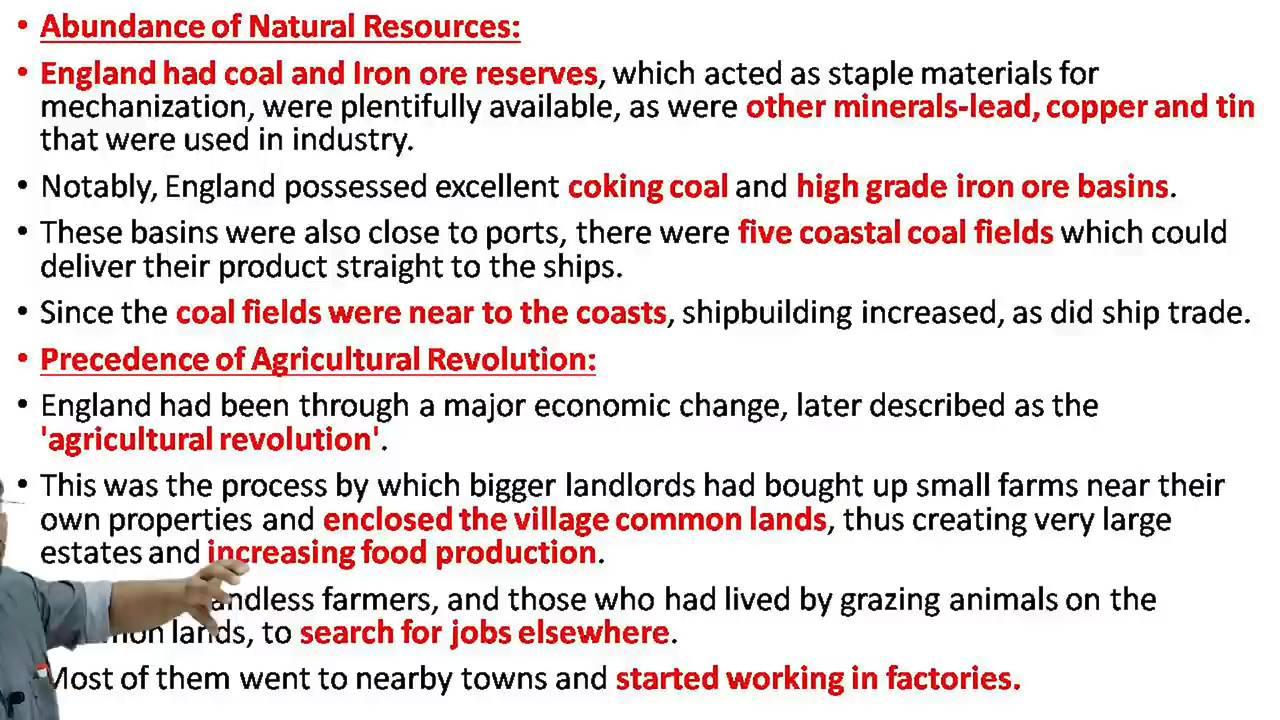 • Abundance of Natural Resources:
• England had coal and Iron ore reserves, which acted as staple materials for
mechanization, were plentifully available, as were other minerals-lead, copper and tin
that were used in industry.
• Notably, England possessed excellent coking coal and high grade iron ore basins.
• These basins were also close to ports, there were five coastal coal fields which could
deliver their product straight to the ships.
• Since the coal fields were near to the coasts, shipbuilding increased, as did ship trade.
• Precedence of Agricultural Revolution:
• England had been through a major economic change, later described as the
'agricultural revolution'.
• This was the process by which bigger landlords had bought up small farms near their
own properties and enclosed the village common lands, thus creating very large
estates and increasing food production.
farmers, and those who had lived by grazing animals on the
lands, to search for jobs elsewhere.
Most of them went to nearby towns and started working in factories.